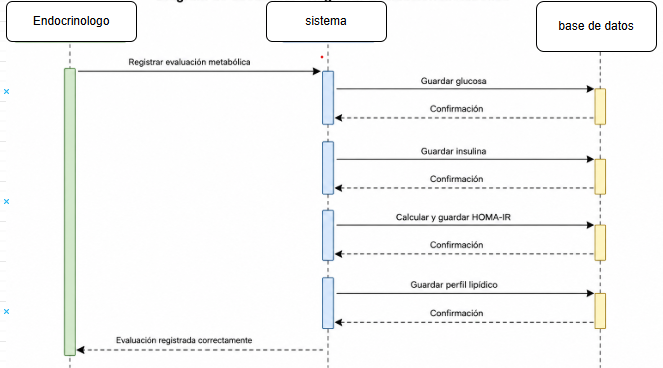 Endocrinologo
sistema
base de datos
Registrar evaluación metabólica
Guardar glucosa
Confirmación
Guardar insulina
Confirmación
Calcular y guardar HOMA-IR
Confirmación
Guardar perfil lipídico
Confirmación
Evaluación registrada correctamente